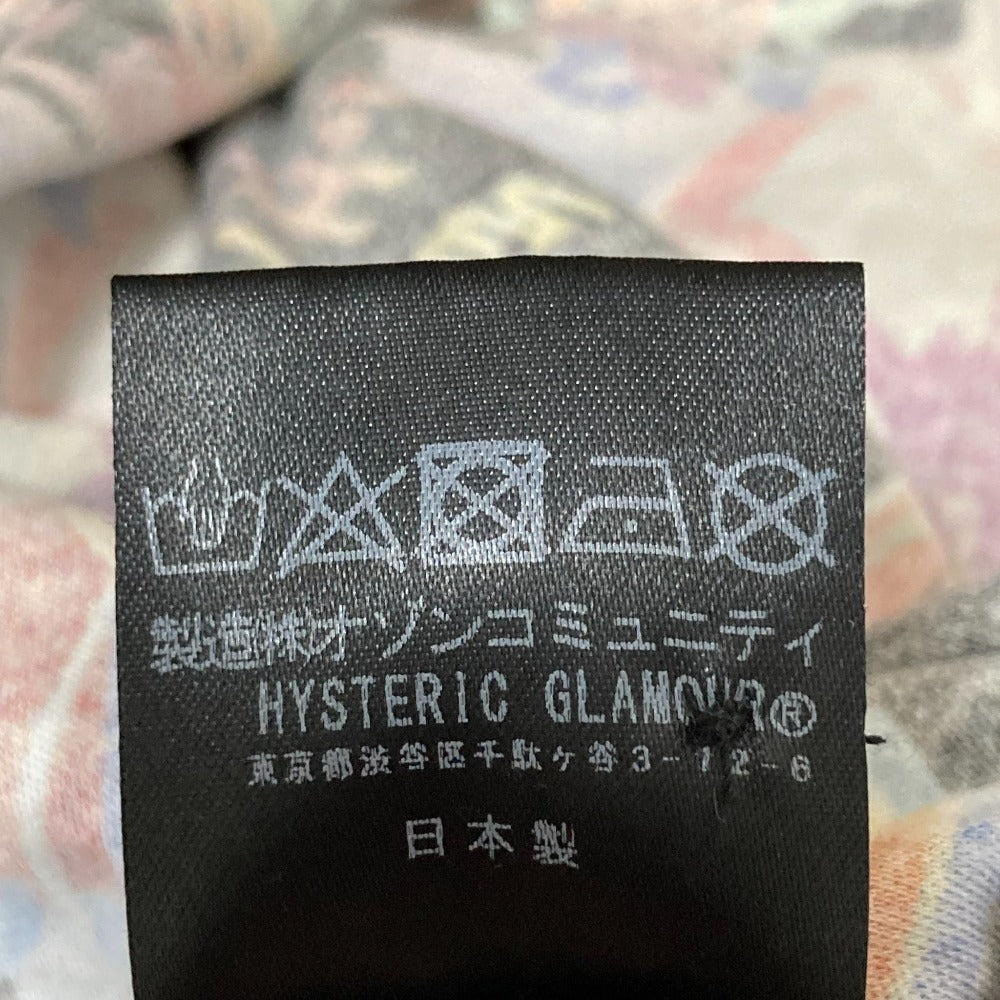 製造㈱オゾンコミュニティ
HYSTERIC GLAMOUR®
東京都渋谷区千駄ケ谷3-12-6
日本製